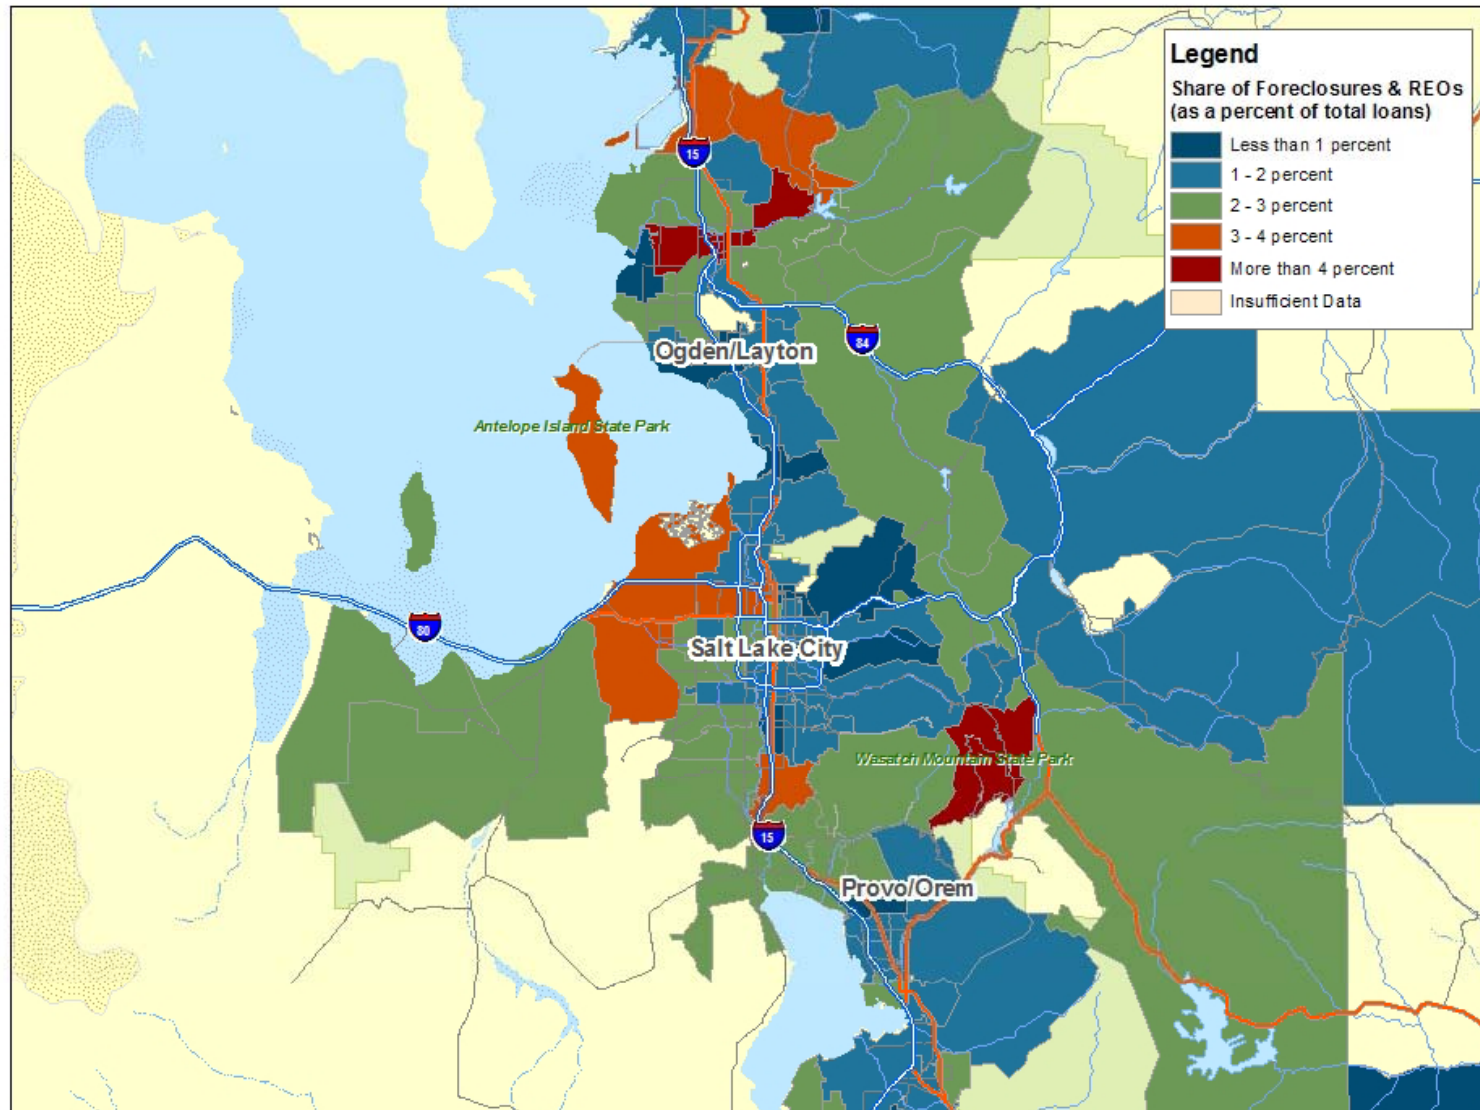 Legend
Share of Foreclosures & REOs
(as a percent of total loans)
Less than 1 percent
1 - 2 percent
2 - 3 percent
3 - 4 percent
More than 4 percent
Insufficient Data
15
84
Ogden/Layton
Antelope Island State Park
80
Salt Lake City
Wasatch Mountain State Park
15
Provo/Orem